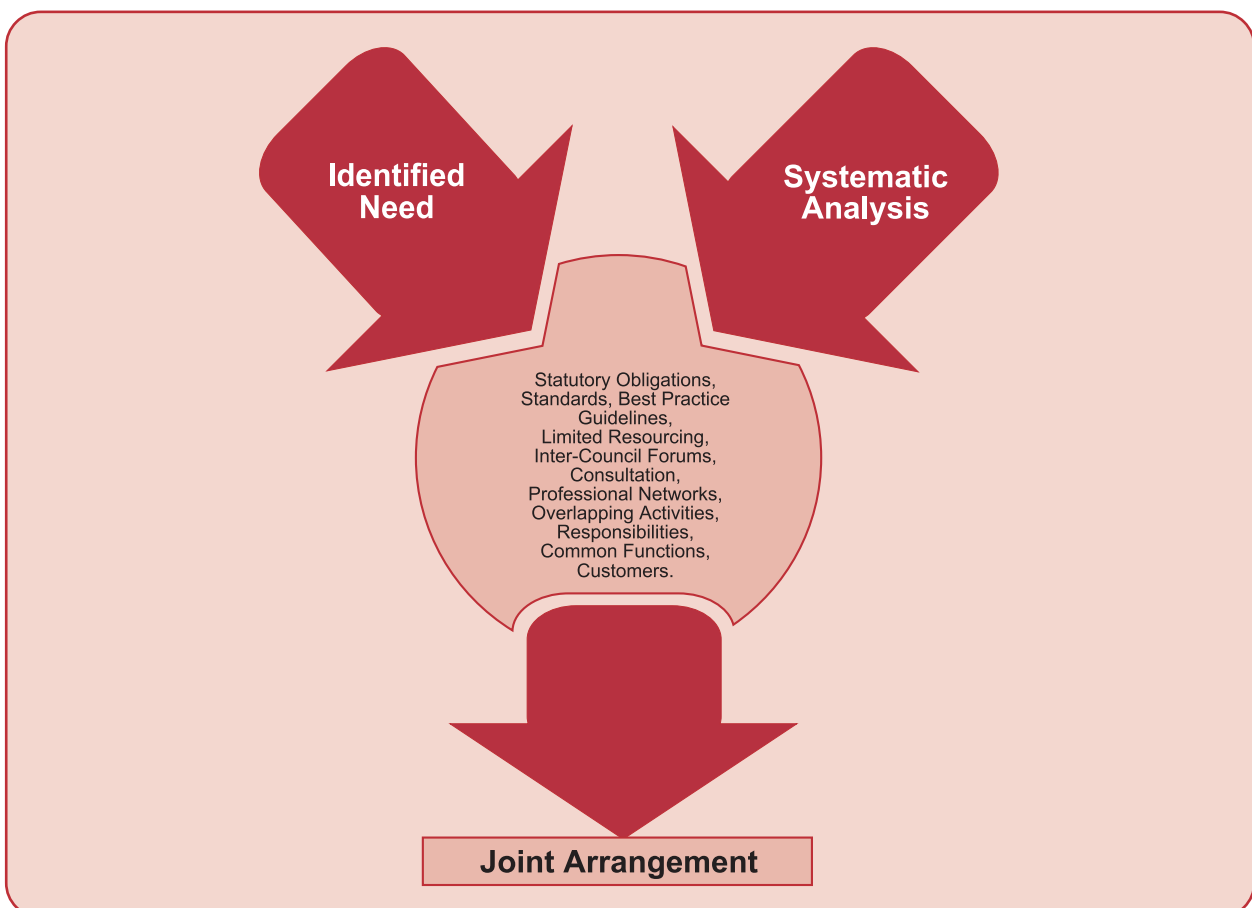 Identified
Need
Systematic
Analysis
Statutory Obligations,
Standards, Best Practice
Guidelines,
Limited Resourcing,
Inter-Council Forums,
Consultation,
Professional Networks,
Overlapping Activities,
Responsibilities,
Common Functions,
Customers.
Joint Arrangement